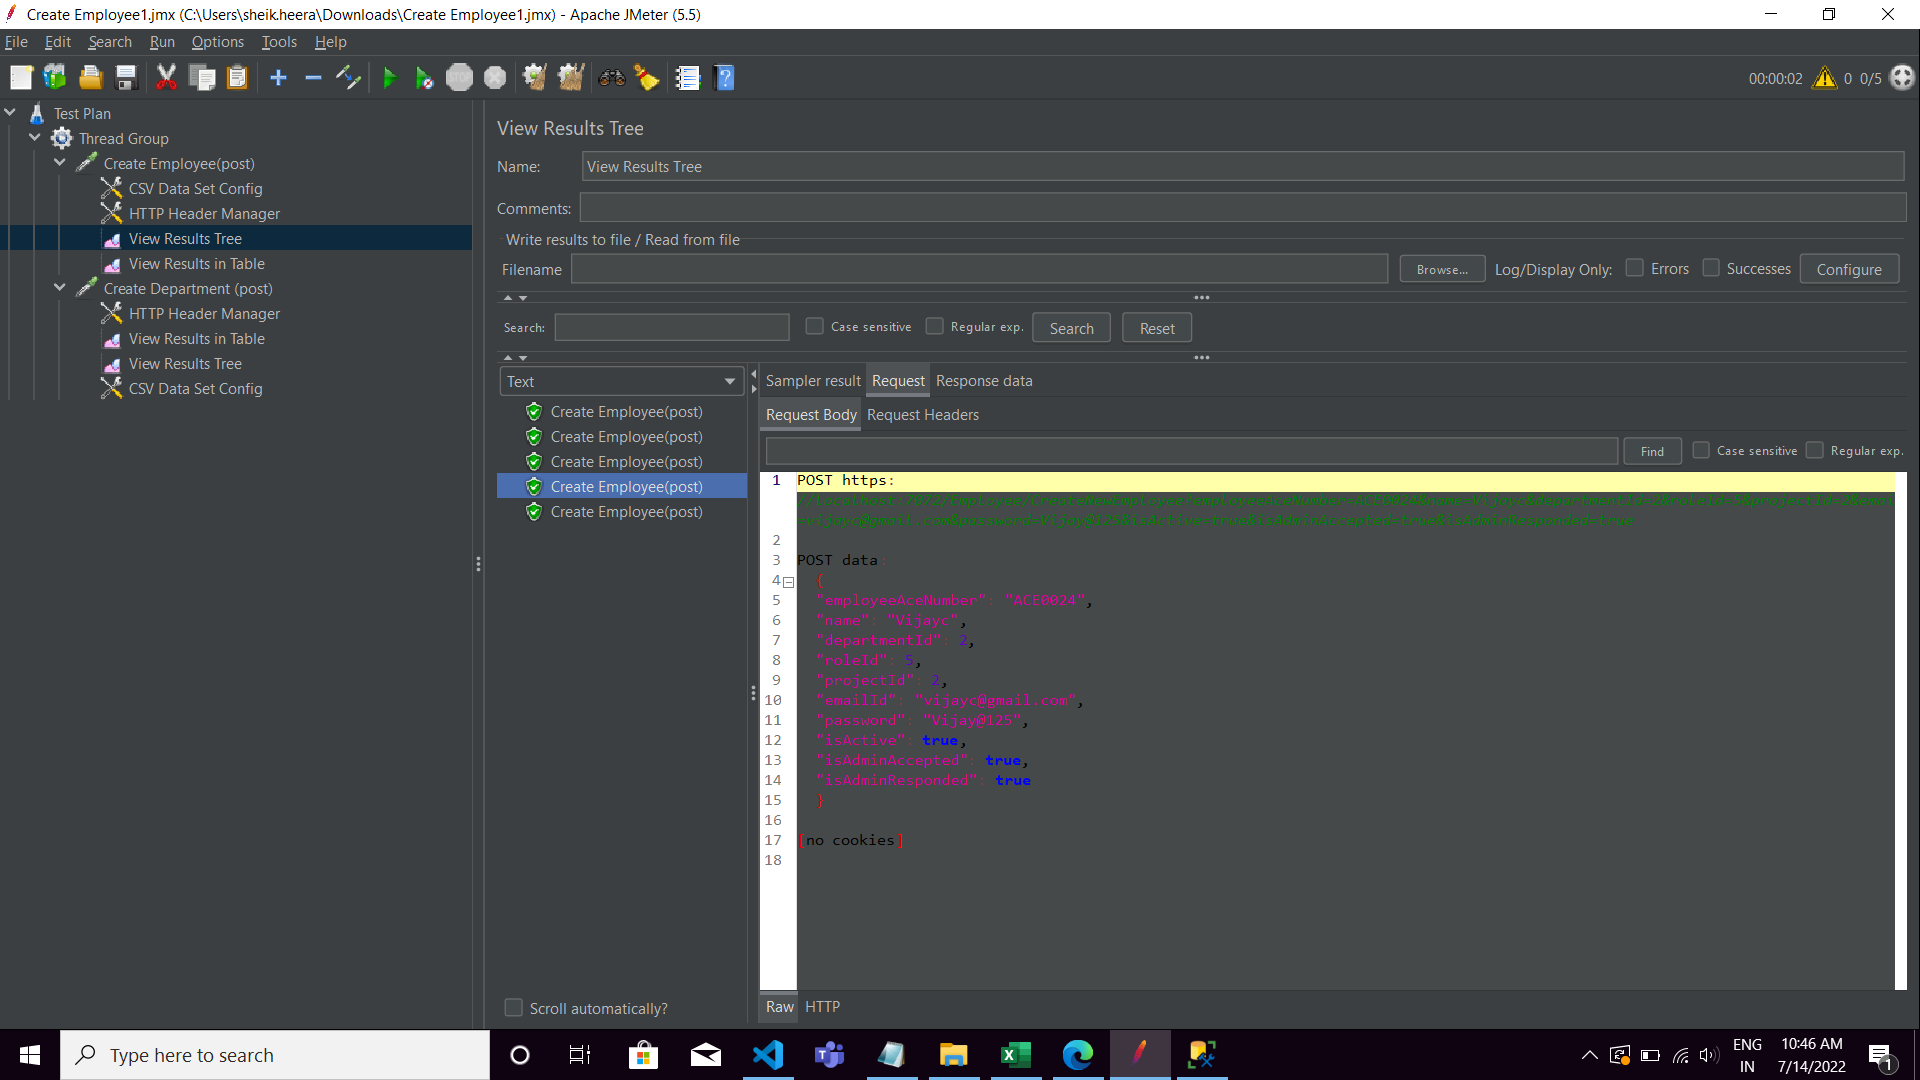 Create Employee1.jmx (C:\Users\sheik.heera\Downloads\Create Employee1.jmx) - Apache JMeter (5.5)
File Edit Search Run Options Tools Help
00:00:02 0 0/5
Test Plan
Thread Group
Create Employee(post)
CSV Data Set Config
HTTP Header Manager
View Results Tree
View Results in Table
Create Department (post)
HTTP Header Manager
View Results in Table
View Results Tree
CSV Data Set Config
View Results Tree
Name: View Results Tree
Comments:
Write results to file / Read from file
Filename Browse... Log/Display Only: Errors Successes Configure
Search: Case sensitive Regular exp. Search Reset
Text
Create Employee(post)
Create Employee(post)
Create Employee(post)
Create Employee(post)
Create Employee(post)
Scroll automatically?
Sampler result Request Response data
Request Body Request Headers
Find Case sensitive Regular exp.
1 POST https:
2
3 POST data:
4 {
5 "employeeAceNumber": "ACE0024",
6 "name": "Vijayc",
7 "departmentId": 2,
8 "roleId": 5,
9 "projectId": 2,
10 "emailId": "vijayc@gmail.com",
11 "password": "Vijay@125",
12 "isActive": true,
13 "isAdminAccepted": true,
14 "isAdminResponded": true
15 }
16
17 [no cookies]
18
Raw HTTP
Type here to search
ENG
IN
10:46 AM
7/14/2022
1